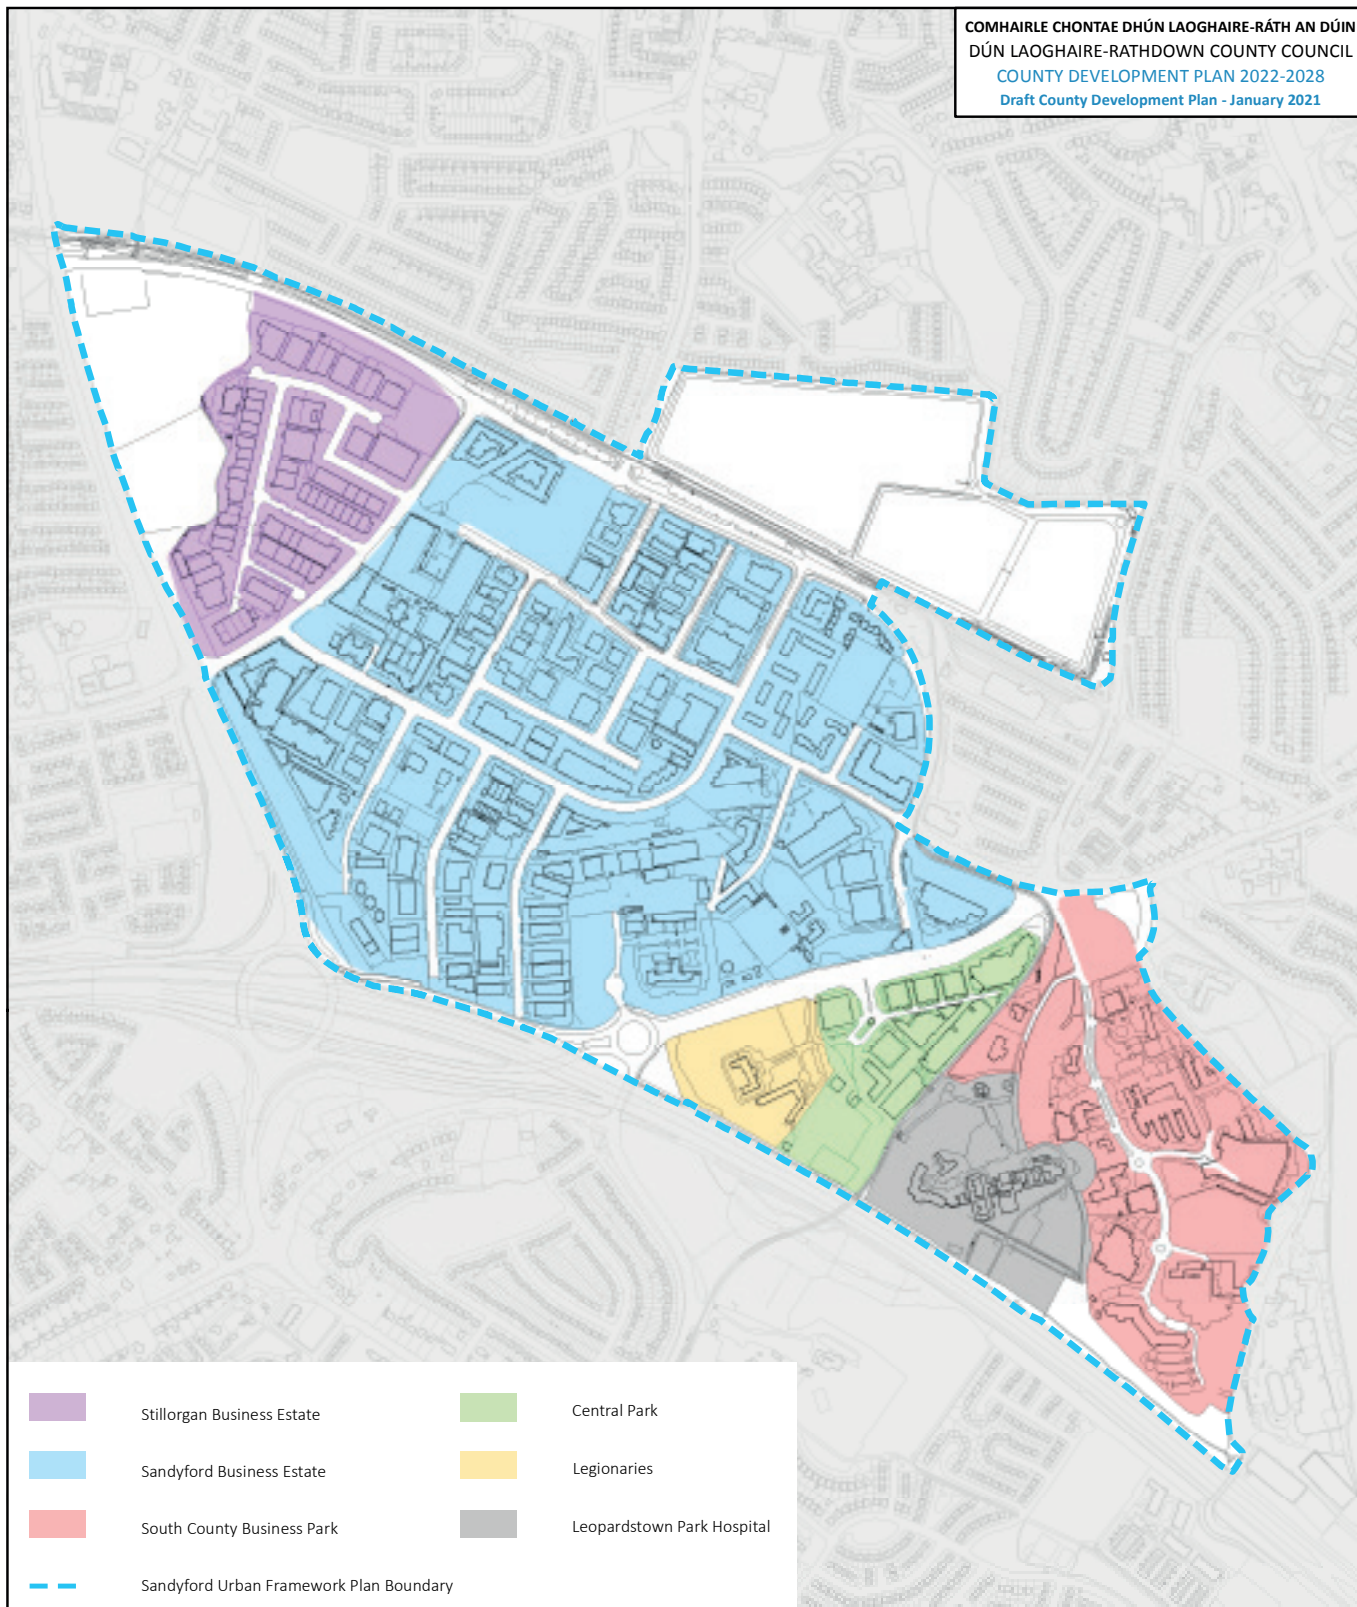 COMHAIRLE CHONTAE DHÚN LAOGHAIRE-RÁTH AN DÚIN
DÚN LAOGHAIRE-RATHDOWN COUNTY COUNCIL
COUNTY DEVELOPMENT PLAN 2022-2028
Draft County Development Plan - January 2021
Stillorgan Business Estate
Central Park
Sandyford Business Estate
Legionaries
South County Business Park
Leopardstown Park Hospital
Sandyford Urban Framework Plan Boundary